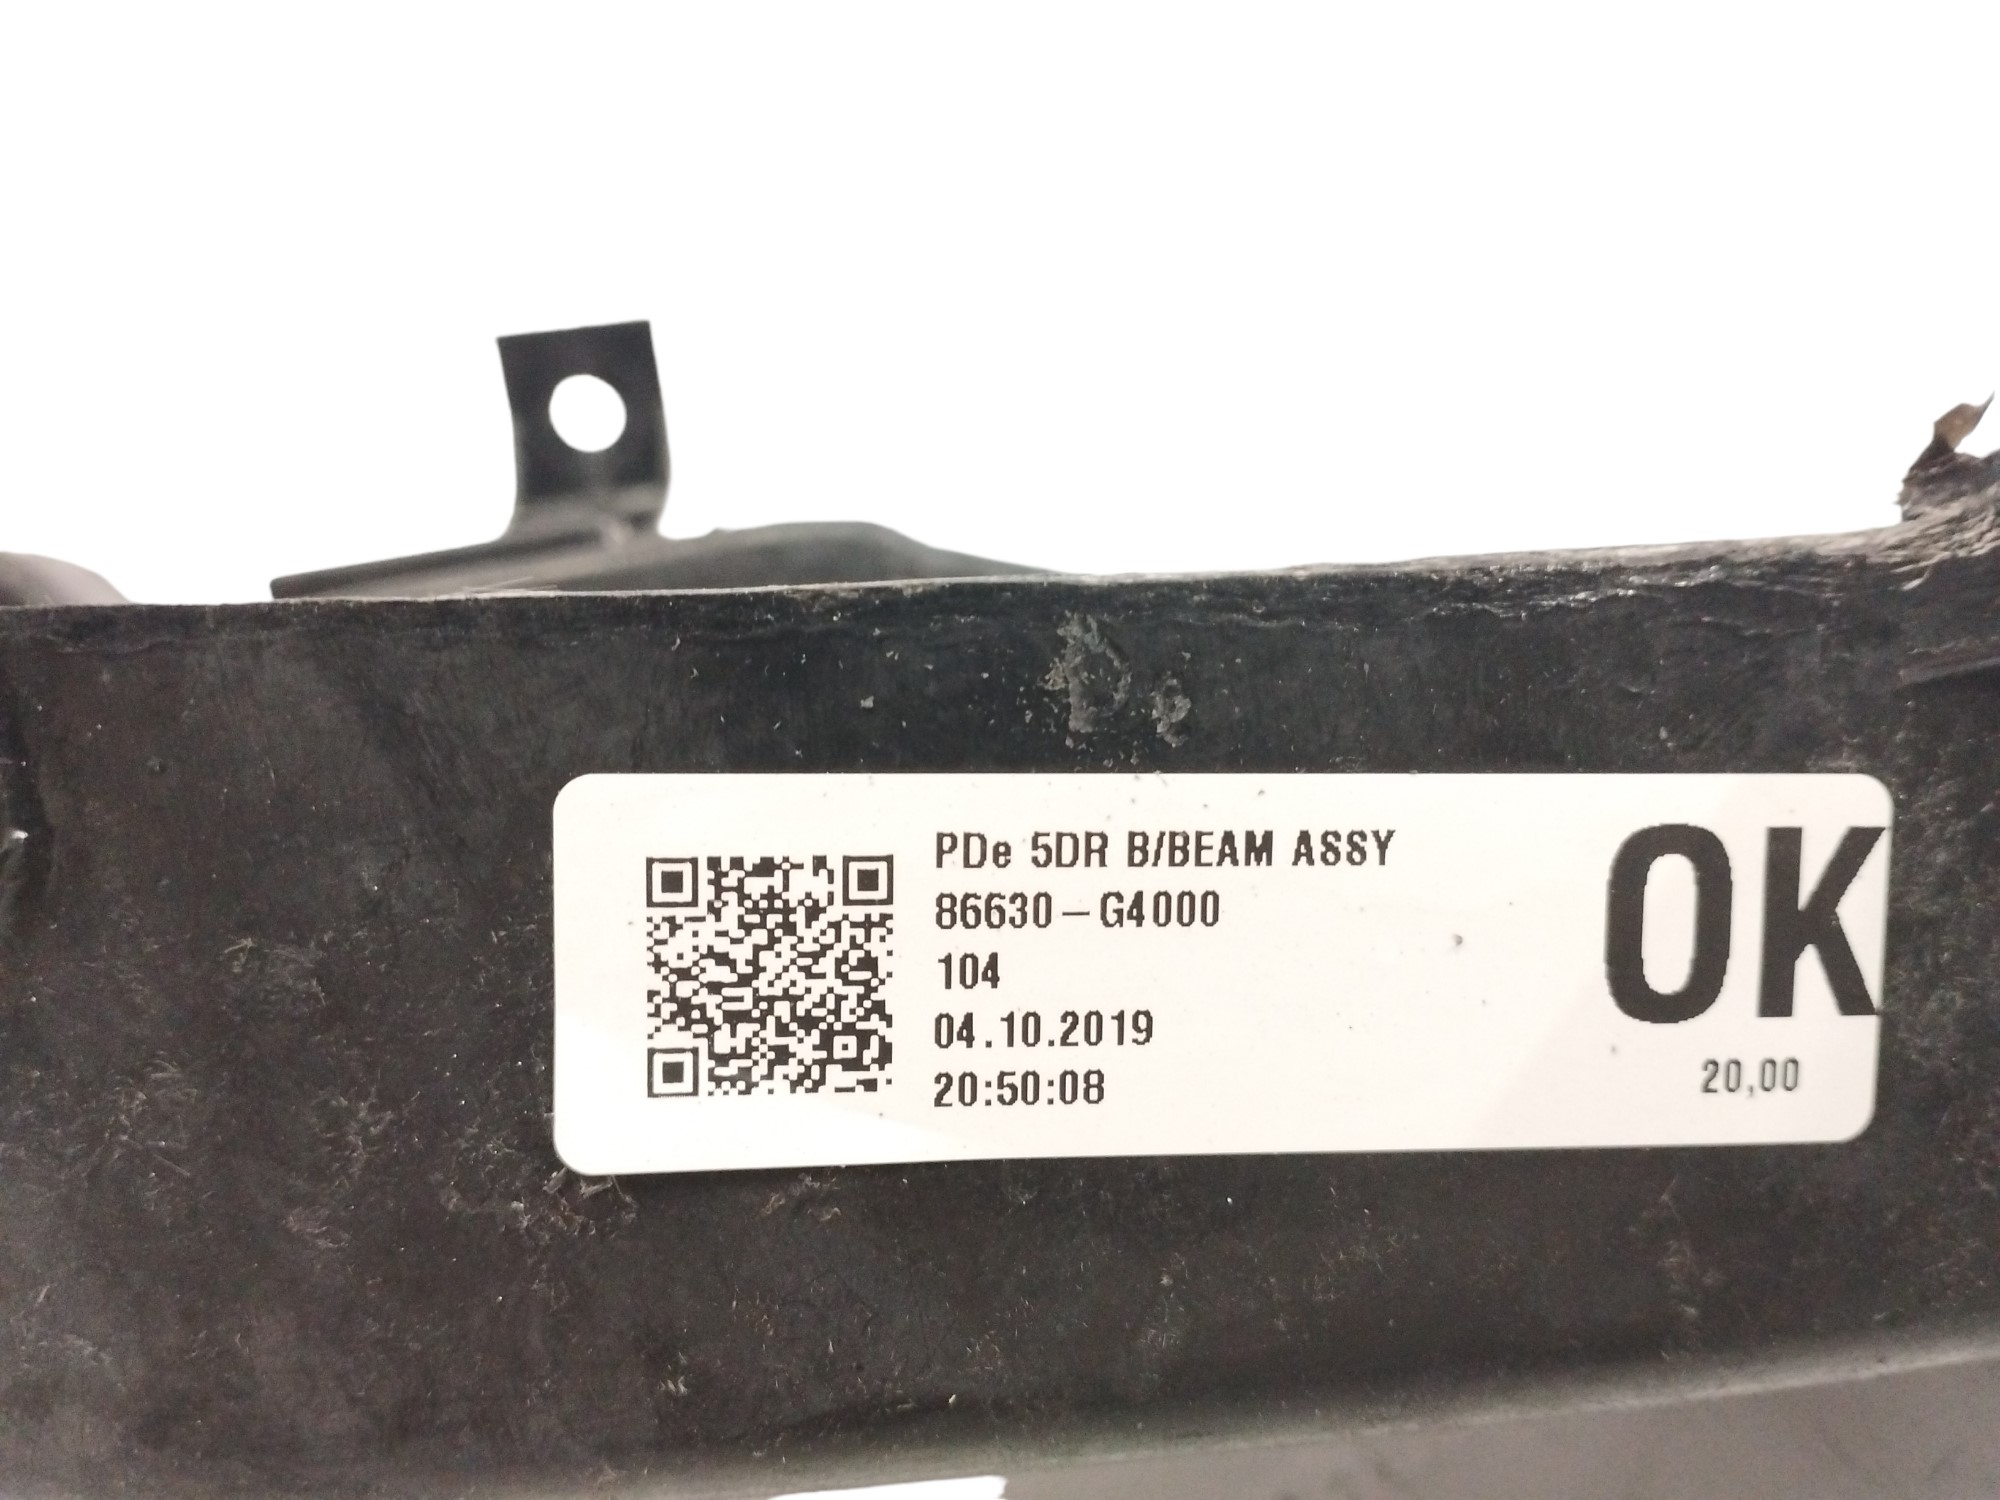 PDe 5DR B/BEAM ASSY
86630-G4000
104
04.10.2019
20:50:08
OK
20,00